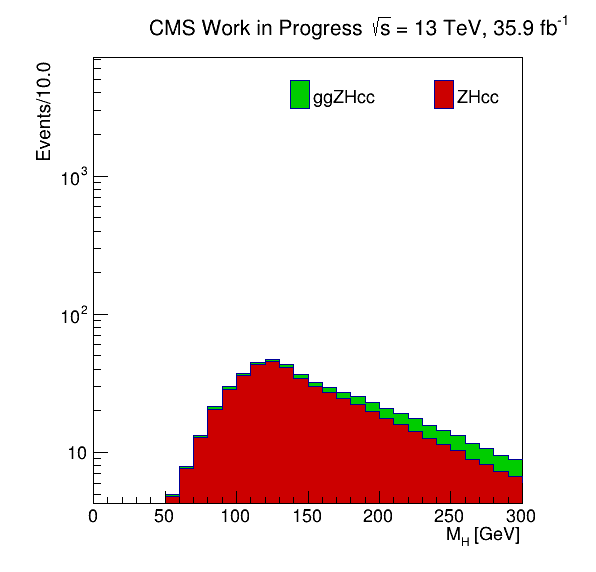 CMS Work in Progress √s = 13 TeV, 35.9 fb⁻¹
Events/10.0
ggZHcc
ZHcc
10³
10²
10
0 50 100 150 200 250 300
M_H [GeV]